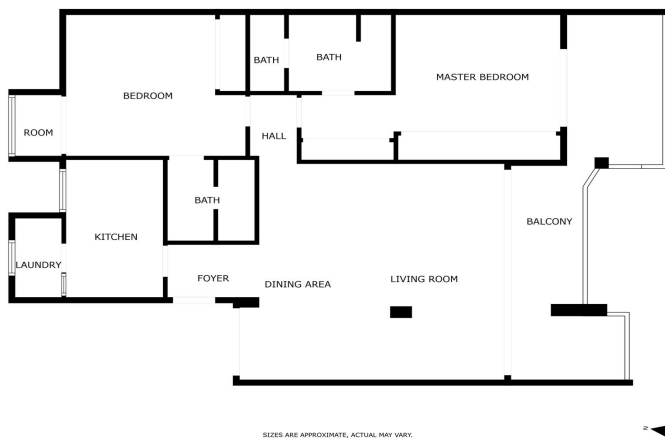 BATH
BATH
MASTER BEDROOM
BEDROOM
ROOM
HALL
BATH
BALCONY
KITCHEN
LAUNDRY
FOYER
DINING AREA
LIVING ROOM
N
SIZES ARE APPROXIMATE, ACTUAL MAY VARY.